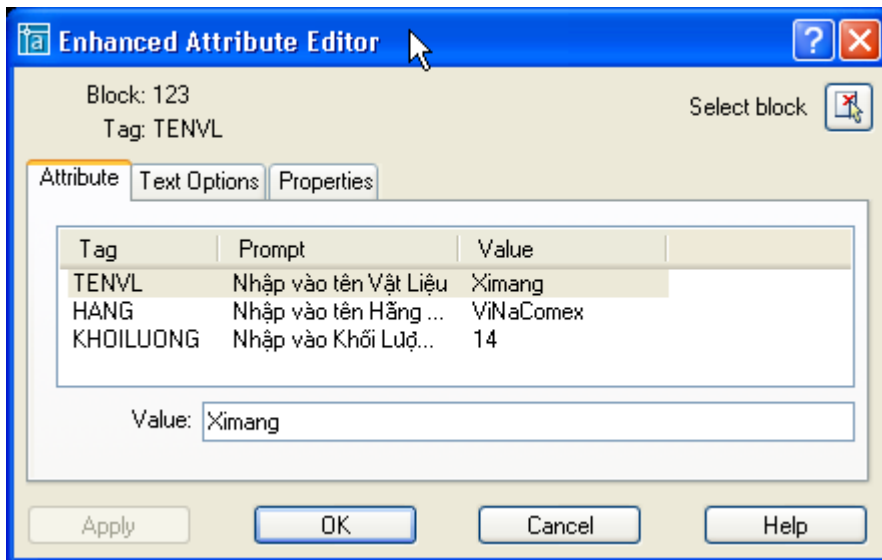 Enhanced Attribute Editor
Block: 123
Select block
Tag: TENVL
Attribute Text Options Properties
Tag Prompt Value
TENVL Nhập vào tên Vật Liệu Ximang
HANG Nhập vào tên Hãng ... ViNaComex
KHOILUONG Nhập vào Khối Lượ... 14
Value: Ximang
Apply OK Cancel Help